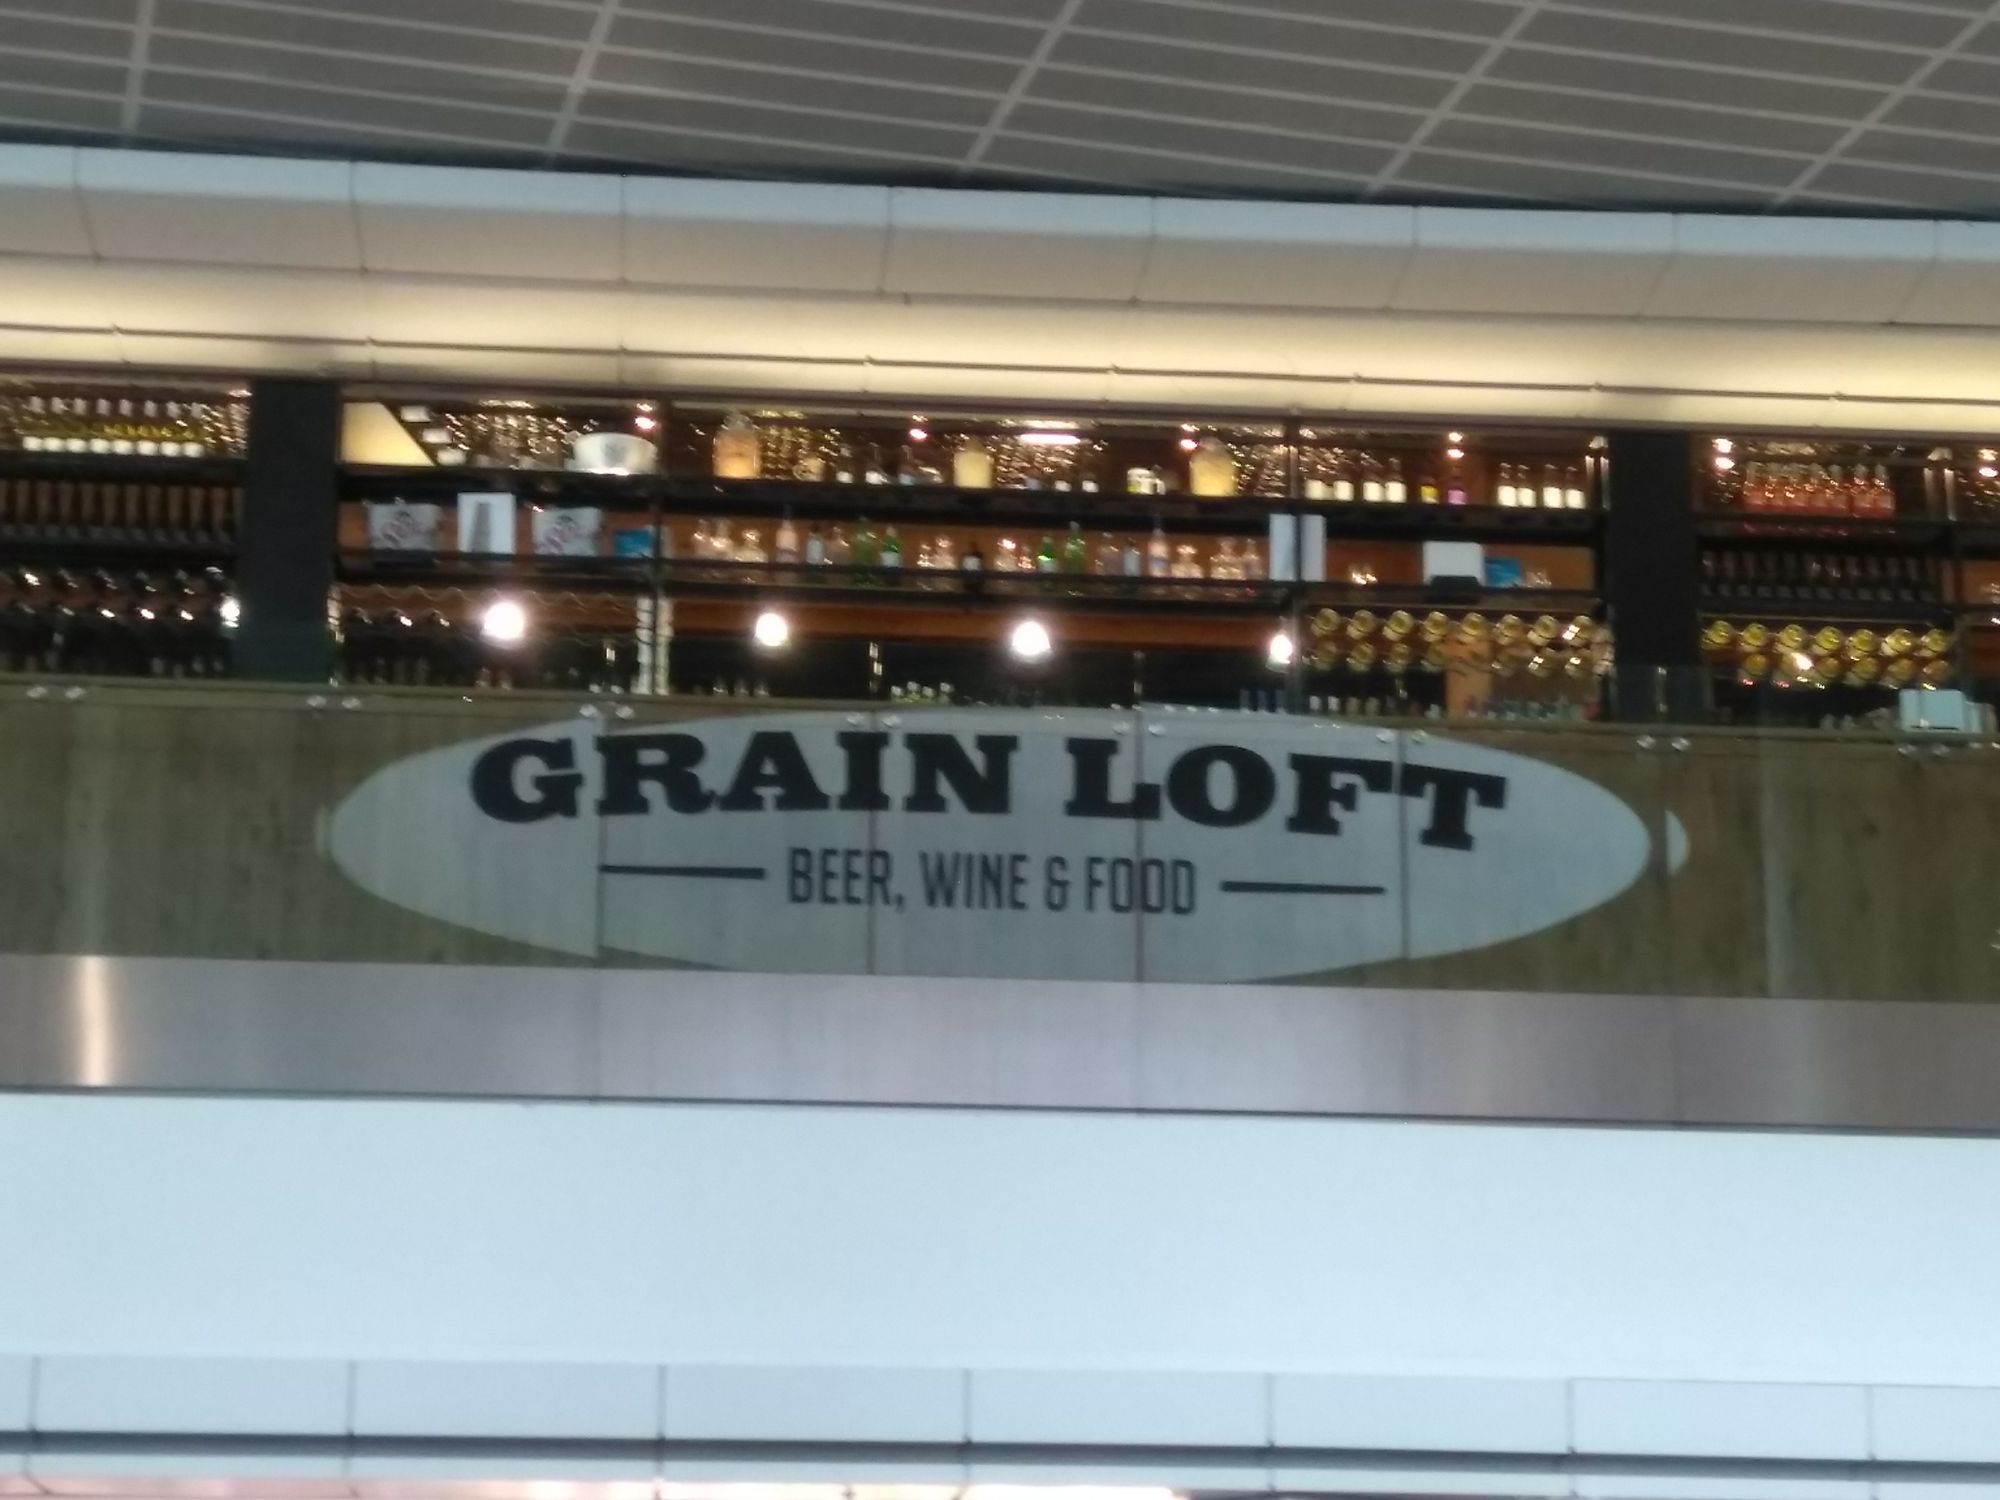 GRAIN LOFT
BEER, WINE & FOOD